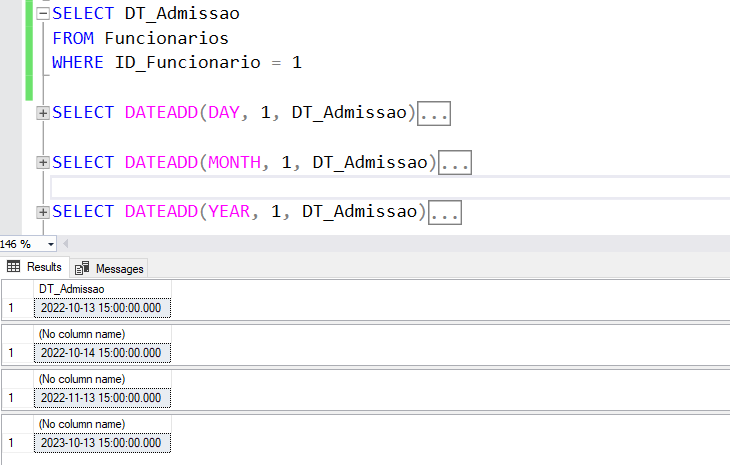 SELECT DT_Admissao
FROM Funcionarios
WHERE ID_Funcionario = 1
SELECT DATEADD(DAY, 1, DT_Admissao)...
SELECT DATEADD(MONTH, 1, DT_Admissao)...
SELECT DATEADD(YEAR, 1, DT_Admissao)...
146 %
Results Messages
DT_Admissao
1 2022-10-13 15:00:00.000
(No column name)
1 2022-10-14 15:00:00.000
(No column name)
1 2022-11-13 15:00:00.000
(No column name)
1 2023-10-13 15:00:00.000